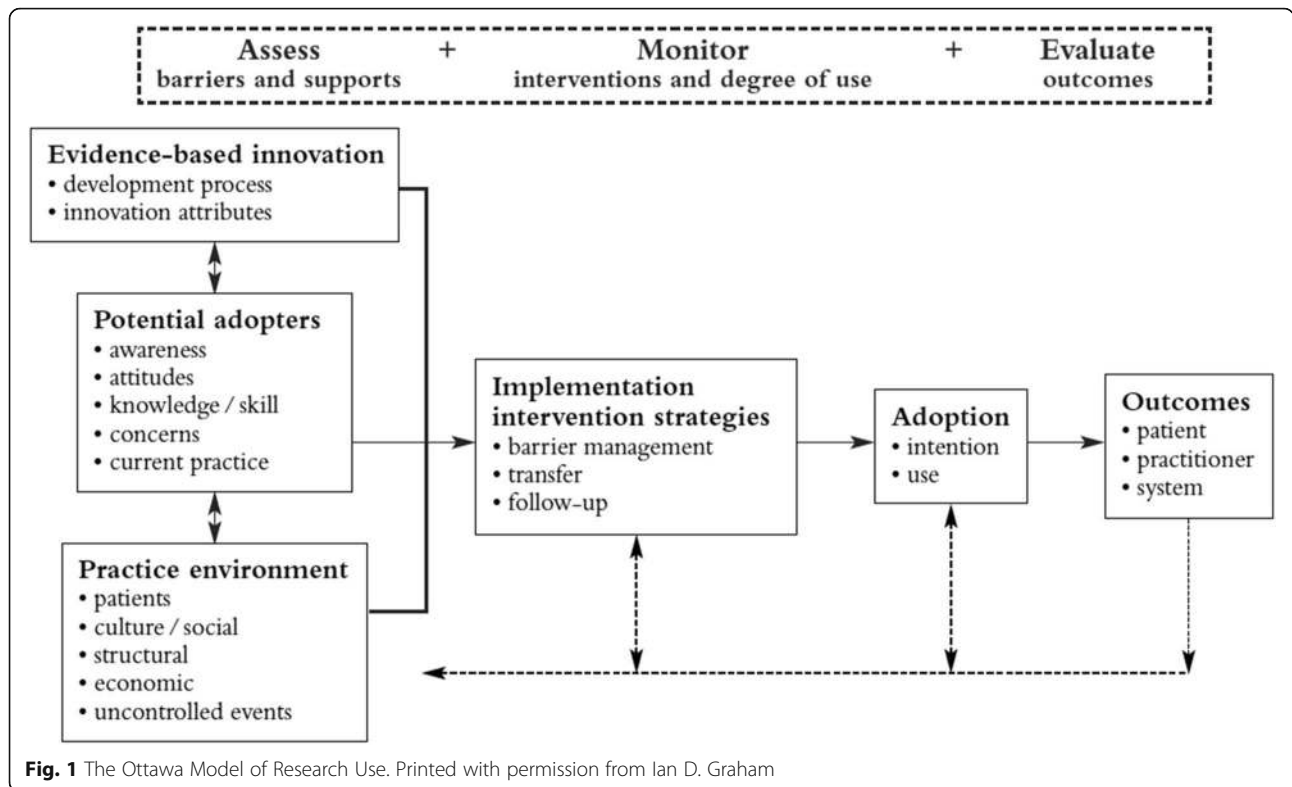 Assess + Monitor + Evaluate
barriers and supports interventions and degree of use outcomes
Evidence-based innovation
• development process
• innovation attributes
Potential adopters
• awareness
• attitudes
• knowledge / skill
• concerns
• current practice
Practice environment
• patients
• culture / social
• structural
• economic
• uncontrolled events
Implementation
intervention strategies
• barrier management
• transfer
• follow-up
Adoption
• intention
• use
Outcomes
• patient
• practitioner
• system
Fig. 1 The Ottawa Model of Research Use. Printed with permission from Ian D. Graham